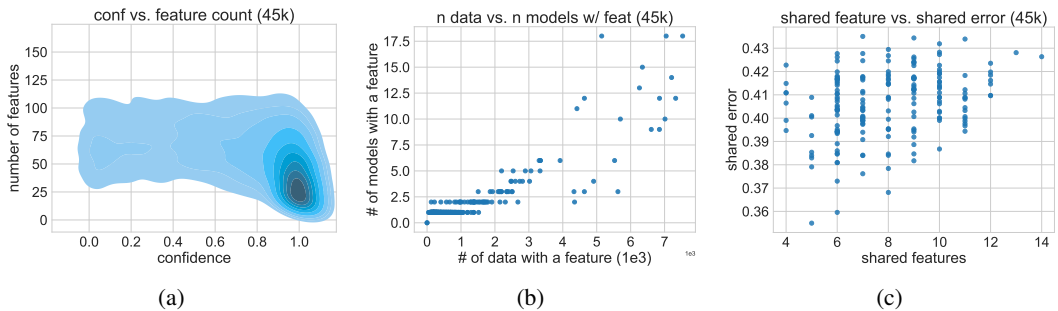 conf vs. feature count (45k)
number of features
150
125
100
75
50
25
0
0.0 0.2 0.4 0.6 0.8 1.0
confidence
(a)
n data vs. n models w/ feat (45k)
# of models with a feature
17.5
15.0
12.5
10.0
7.5
5.0
2.5
0.0
0 1 2 3 4 5 6 7
1e3
# of data with a feature (1e3)
(b)
shared feature vs. shared error (45k)
shared error
0.43
0.42
0.41
0.40
0.39
0.38
0.37
0.36
4 6 8 10 12 14
shared features
(c)